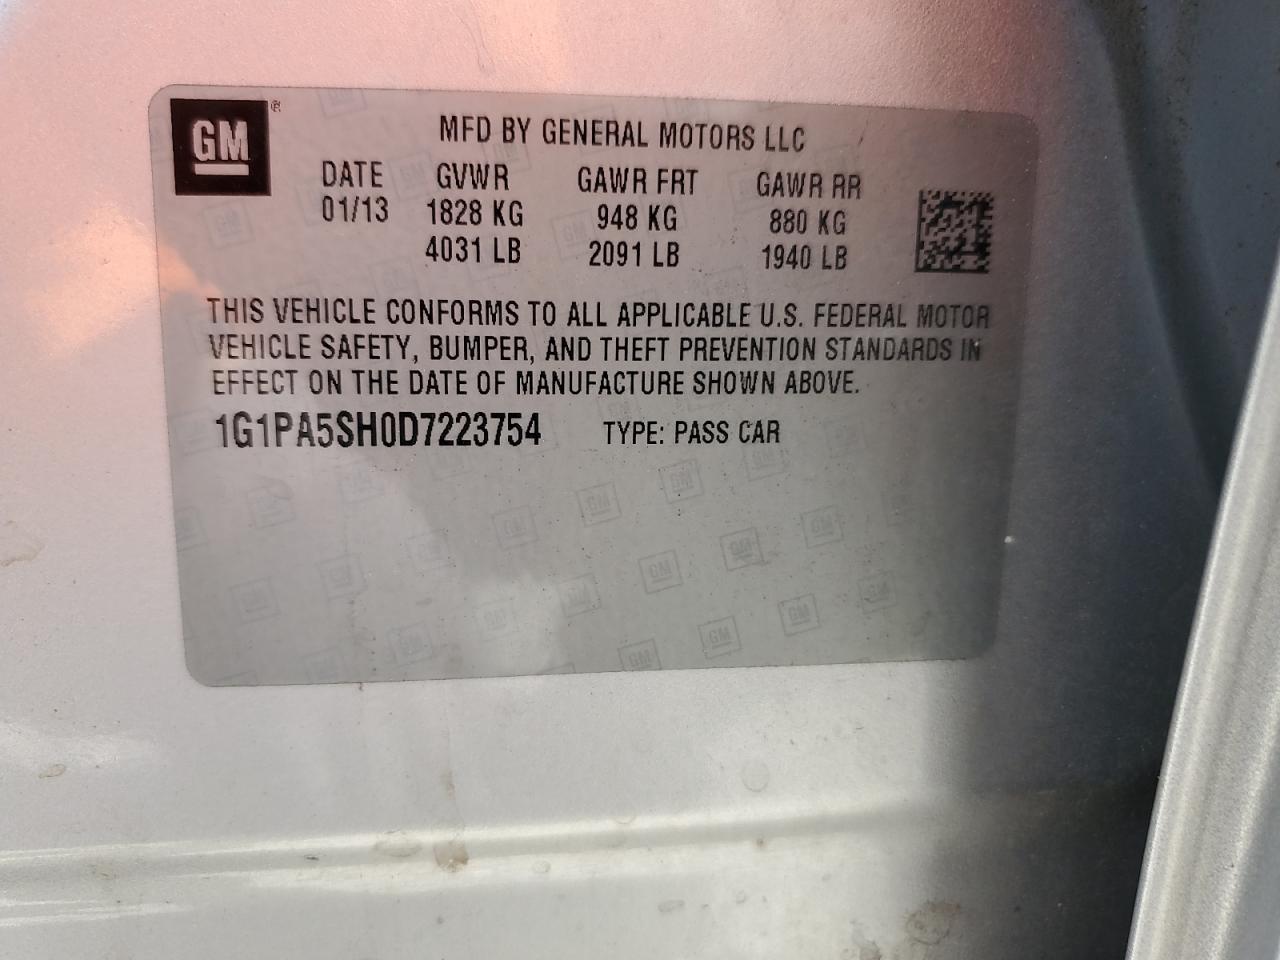 GM ®
MFD BY GENERAL MOTORS LLC
DATE GVWR GAWR FRT GAWR RR
01/13 1828 KG 948 KG 880 KG
4031 LB 2091 LB 1940 LB
THIS VEHICLE CONFORMS TO ALL APPLICABLE U.S. FEDERAL MOTOR
VEHICLE SAFETY, BUMPER, AND THEFT PREVENTION STANDARDS IN
EFFECT ON THE DATE OF MANUFACTURE SHOWN ABOVE.
1G1PA5SH0D7223754 TYPE: PASS CAR